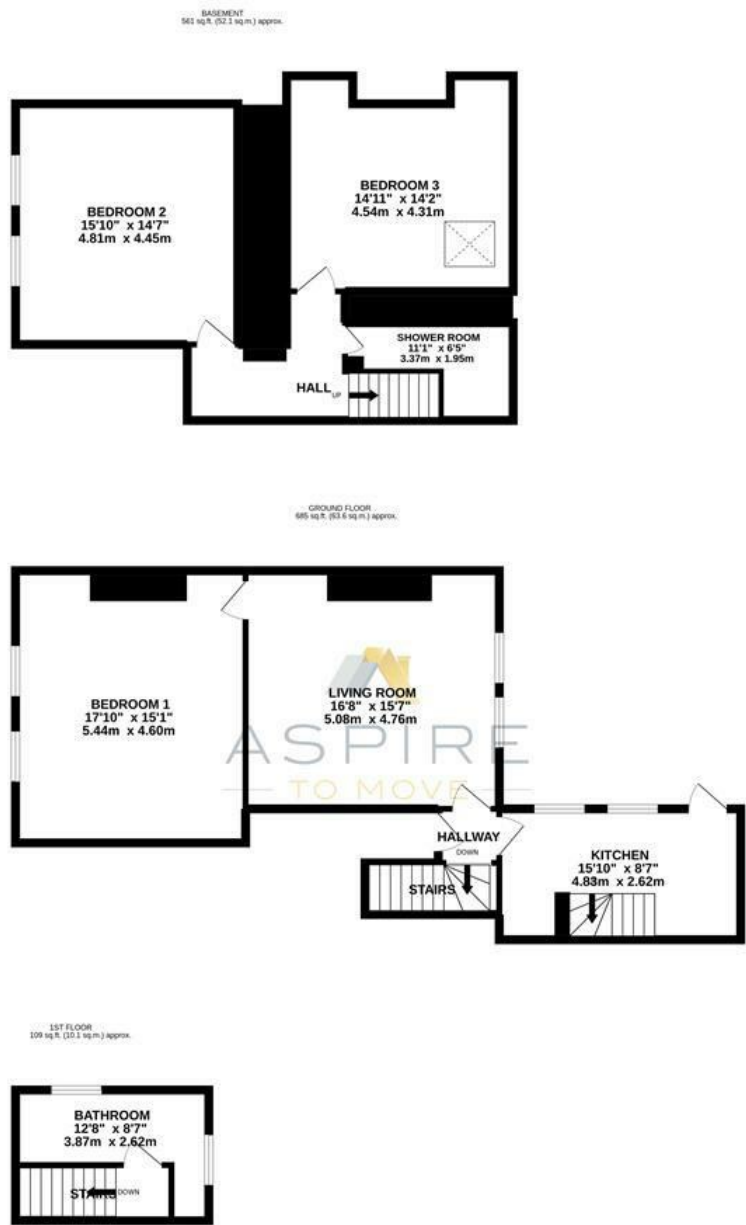 BASEMENT
561 sq.ft. (52.1 sq.m.) approx.
BEDROOM 2
15'10" x 14'7"
4.81m x 4.45m
BEDROOM 3
14'11" x 14'2"
4.54m x 4.31m
SHOWER ROOM
11'1" x 6'5"
3.37m x 1.95m
HALL
UP
GROUND FLOOR
685 sq.ft. (63.6 sq.m.) approx.
BEDROOM 1
17'10" x 15'1"
5.44m x 4.60m
LIVING ROOM
16'8" x 15'7"
5.08m x 4.76m
ASPIRE
TO MOVE
HALLWAY
DOWN
STAIRS
KITCHEN
15'10" x 8'7"
4.83m x 2.62m
1ST FLOOR
109 sq.ft. (10.1 sq.m.) approx.
BATHROOM
12'8" x 8'7"
3.87m x 2.62m
STAIRS
DOWN